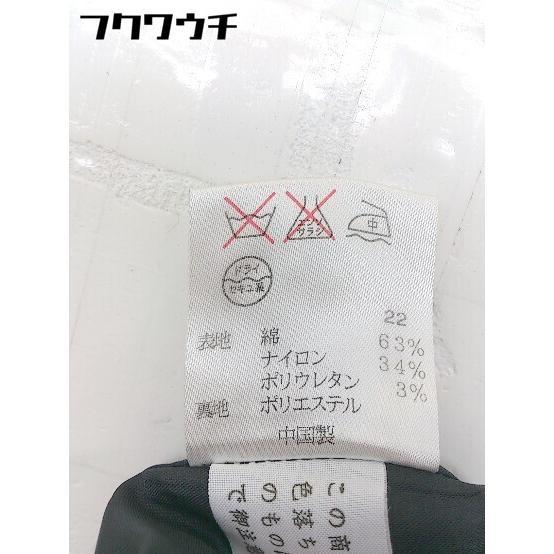 フクワウチ
エンソ
サラシ
中
ドライ
セキユ系
22
表地 綿 63%
ナイロン 34%
ポリウレタン 3%
裏地 ポリエステル
中国製
この商
色落ち
のもの
で御注意